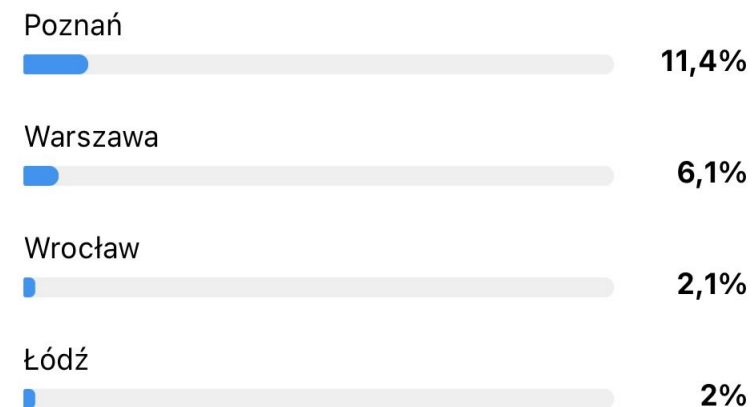 Poznań
11,4%
Warszawa
6,1%
Wrocław
2,1%
Łódź
2%